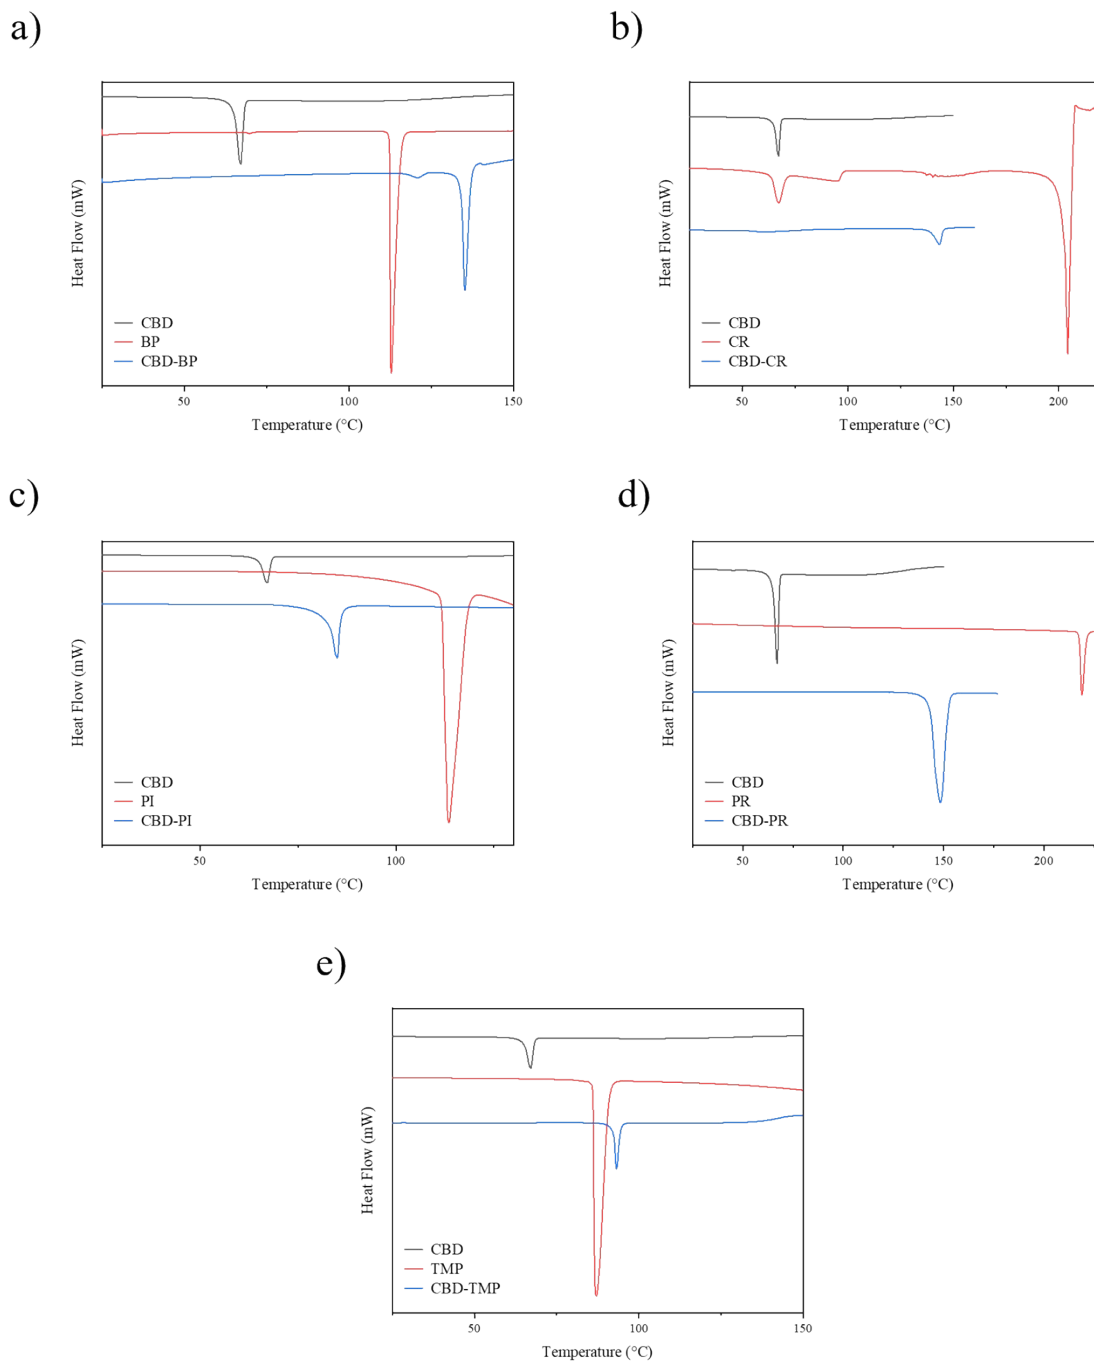 a)
Heat Flow (mW)
CBD
BP
CBD-BP
50
100
150
Temperature (°C)
b)
Heat Flow (mW)
CBD
CR
CBD-CR
50
100
150
200
Temperature (°C)
c)
Heat Flow (mW)
CBD
PI
CBD-PI
50
100
Temperature (°C)
d)
Heat Flow (mW)
CBD
PR
CBD-PR
50
100
150
200
Temperature (°C)
e)
Heat Flow (mW)
CBD
TMP
CBD-TMP
50
100
150
Temperature (°C)